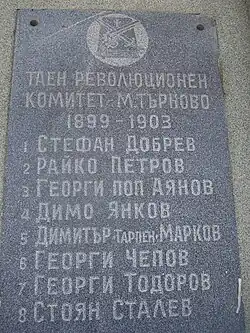 ТАЕН РЕВОЛЮЦИОНЕН
КОМИТЕТ-М.ТЪРНОВО
1899-1903
1 СТЕФАН ДОБРЕВ
2 РАЙКО ПЕТРОВ
3 ГЕОРГИ ПОП АЯНОВ
4 ДИМО ЯНКОВ
5 ДИМИТЪР-ТАРПЕН-МАРКОВ
6 ГЕОРГИ ЧЕПОВ
7 ГЕОРГИ ТОДОРОВ
8 СТОЯН СТАЛЕВ